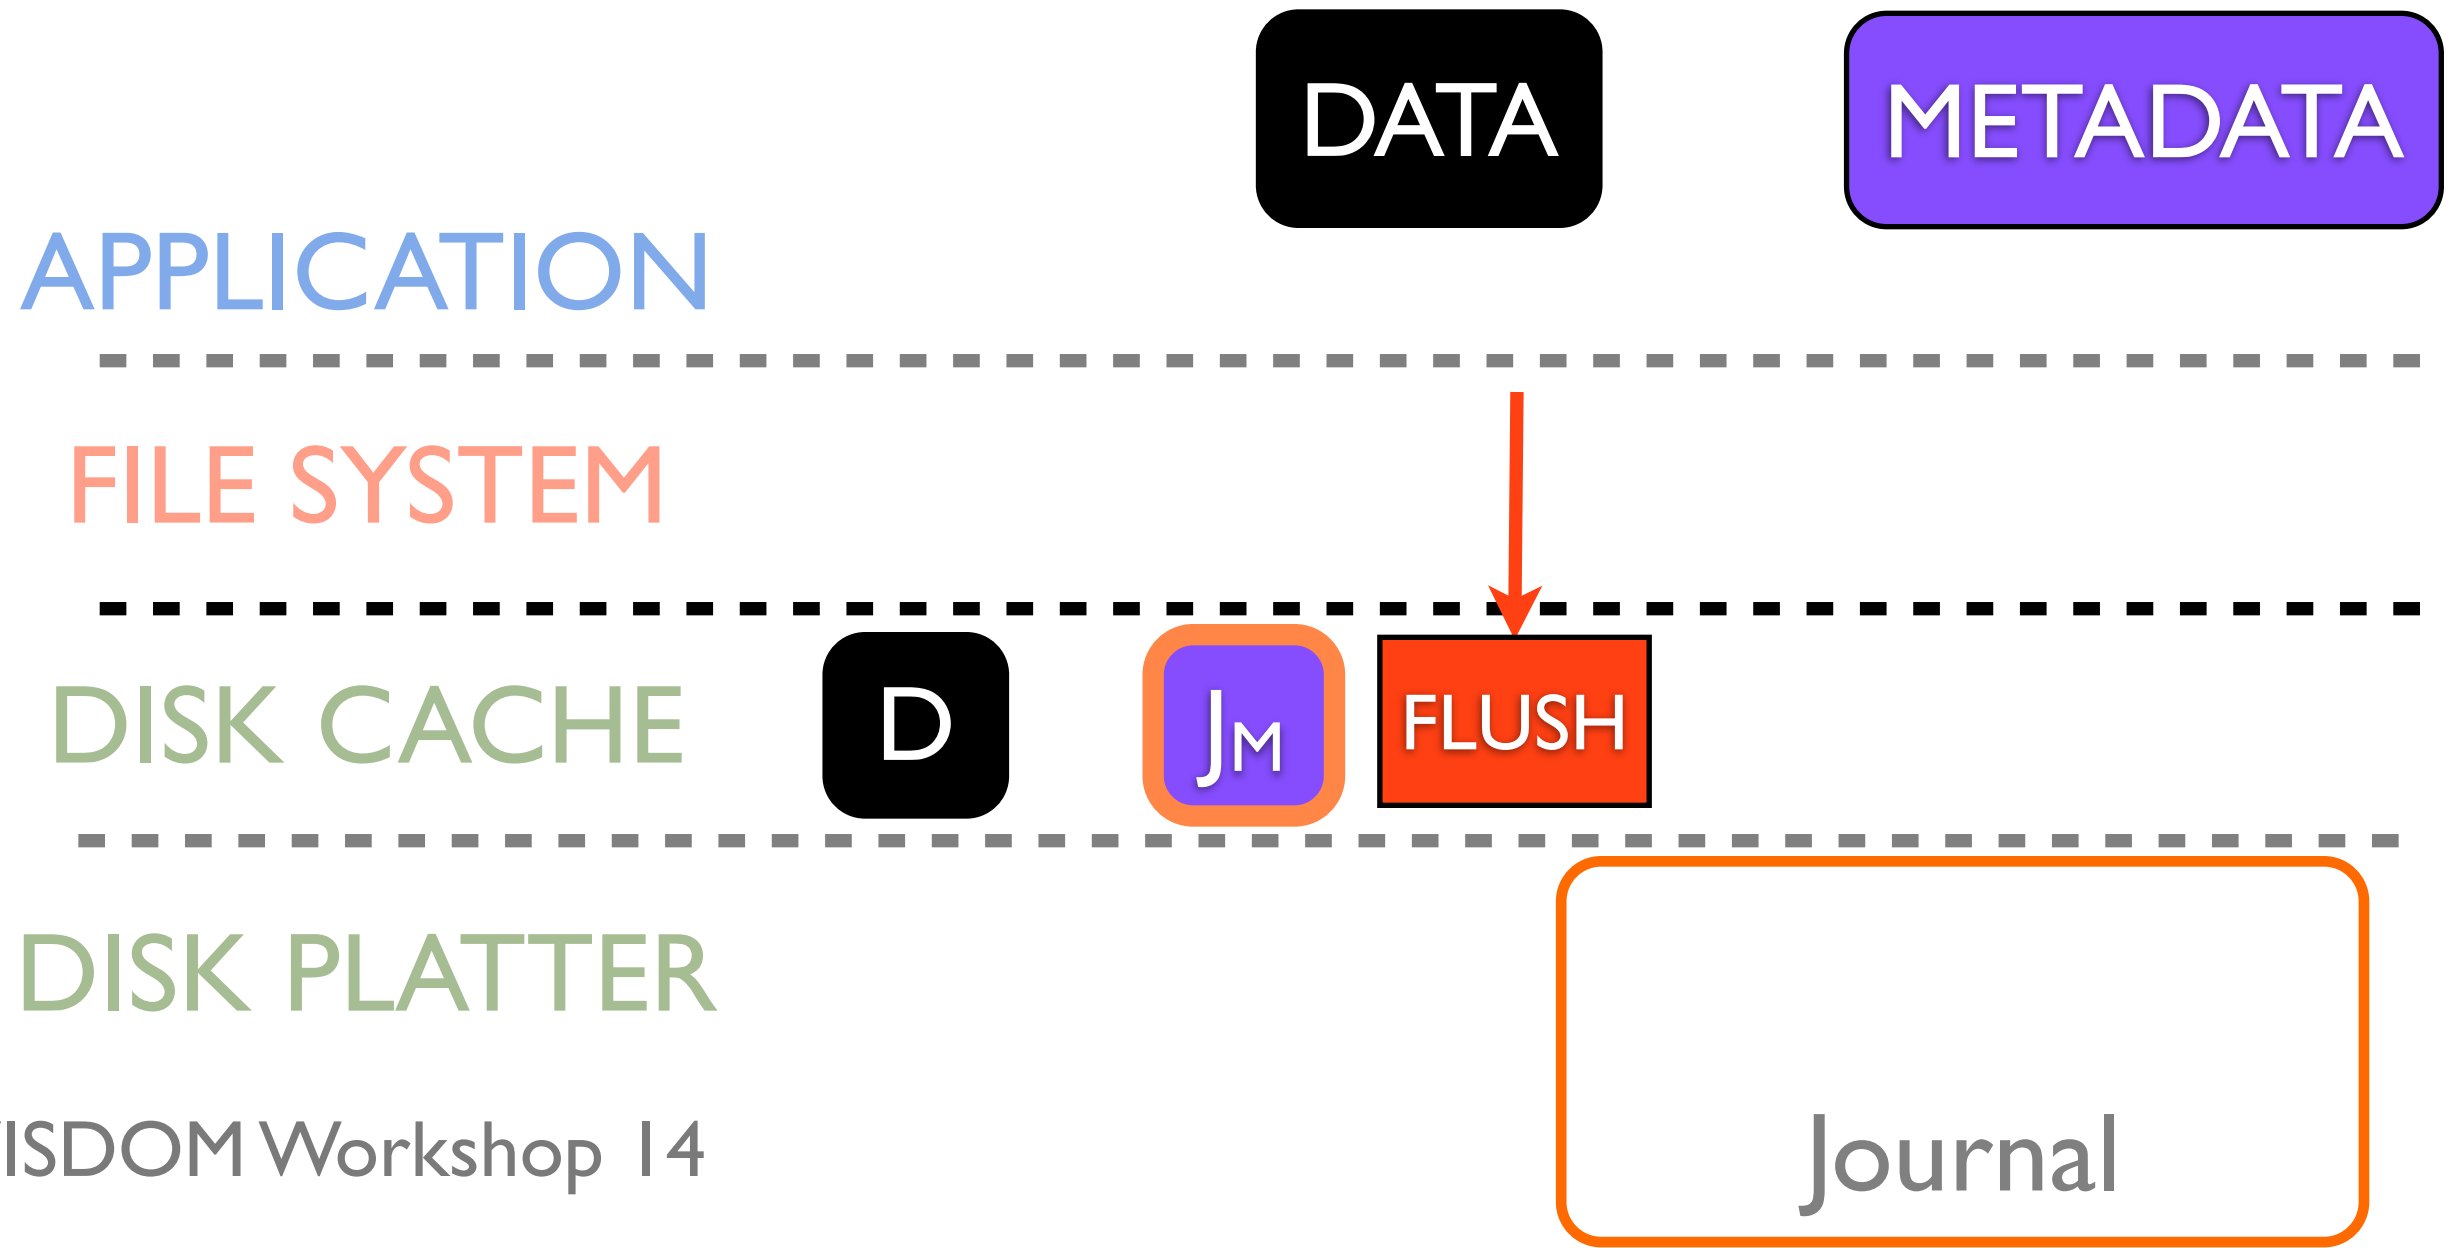 DATA
METADATA
APPLICATION
FILE SYSTEM
DISK CACHE
D
JM
FLUSH
DISK PLATTER
ISDOM Workshop 14
Journal